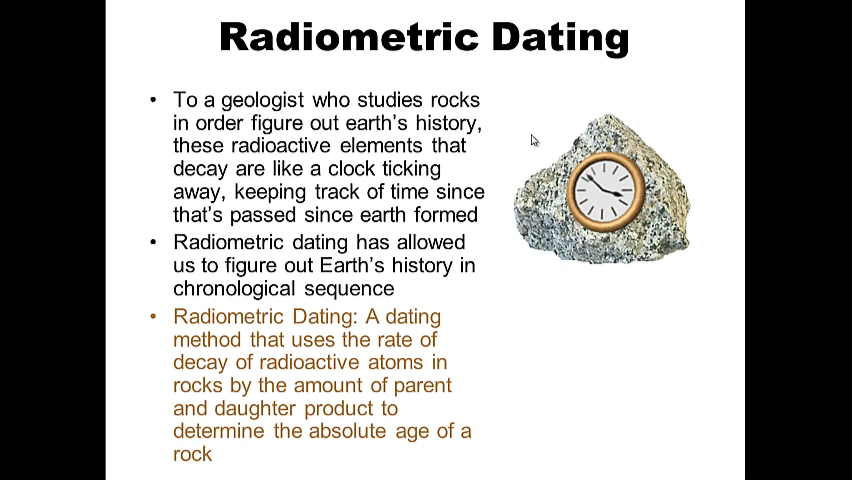 Radiometric Dating
• To a geologist who studies rocks
in order figure out earth's history,
these radioactive elements that
decay are like a clock ticking
away, keeping track of time since
that's passed since earth formed
• Radiometric dating has allowed
us to figure out Earth's history in
chronological sequence
• Radiometric Dating: A dating
method that uses the rate of
decay of radioactive atoms in
rocks by the amount of parent
and daughter product to
determine the absolute age of a
rock